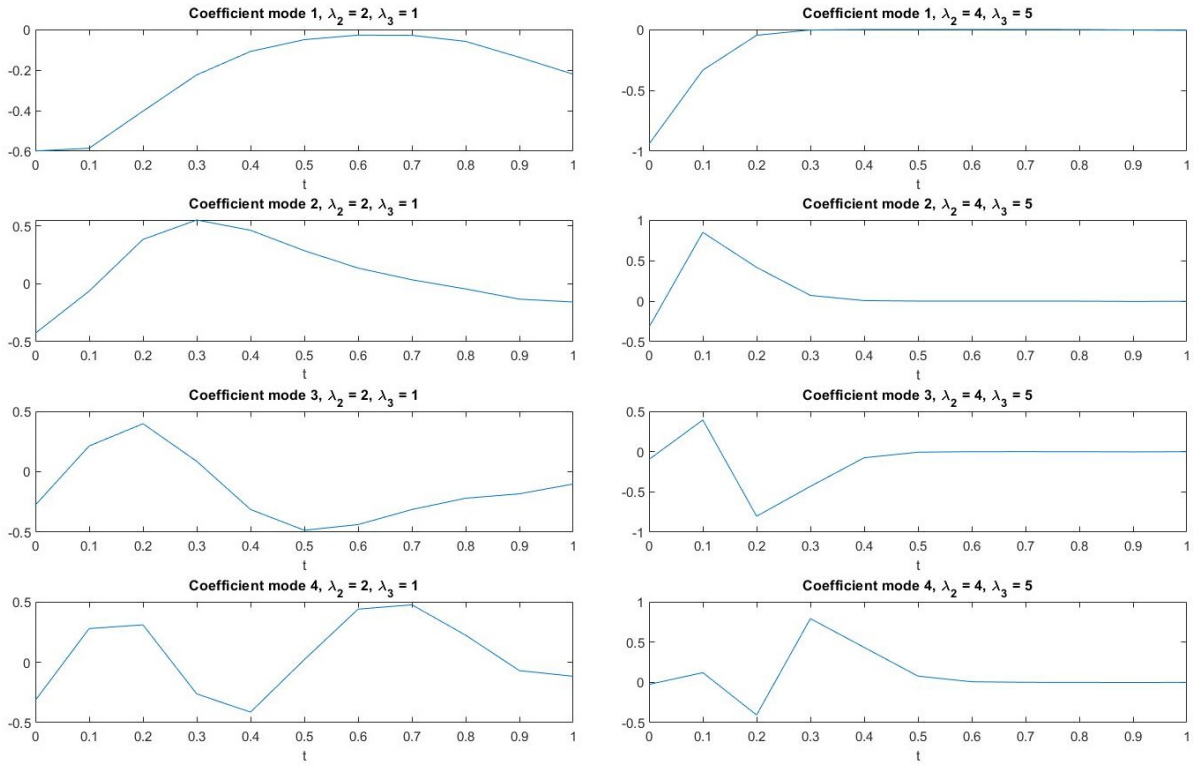 Coefficient mode 1, λ2 = 2, λ3 = 1
0
-0.2
-0.4
-0.6
0 0.1 0.2 0.3 0.4 0.5 0.6 0.7 0.8 0.9 1
t
Coefficient mode 1, λ2 = 4, λ3 = 5
0
-0.5
-1
0 0.1 0.2 0.3 0.4 0.5 0.6 0.7 0.8 0.9 1
t
Coefficient mode 2, λ2 = 2, λ3 = 1
0.5
0
-0.5
0 0.1 0.2 0.3 0.4 0.5 0.6 0.7 0.8 0.9 1
t
Coefficient mode 2, λ2 = 4, λ3 = 5
1
0.5
0
-0.5
0 0.1 0.2 0.3 0.4 0.5 0.6 0.7 0.8 0.9 1
t
Coefficient mode 3, λ2 = 2, λ3 = 1
0.5
0
-0.5
0 0.1 0.2 0.3 0.4 0.5 0.6 0.7 0.8 0.9 1
t
Coefficient mode 3, λ2 = 4, λ3 = 5
0.5
0
-0.5
-1
0 0.1 0.2 0.3 0.4 0.5 0.6 0.7 0.8 0.9 1
t
Coefficient mode 4, λ2 = 2, λ3 = 1
0.5
0
-0.5
0 0.1 0.2 0.3 0.4 0.5 0.6 0.7 0.8 0.9 1
t
Coefficient mode 4, λ2 = 4, λ3 = 5
1
0.5
0
-0.5
0 0.1 0.2 0.3 0.4 0.5 0.6 0.7 0.8 0.9 1
t